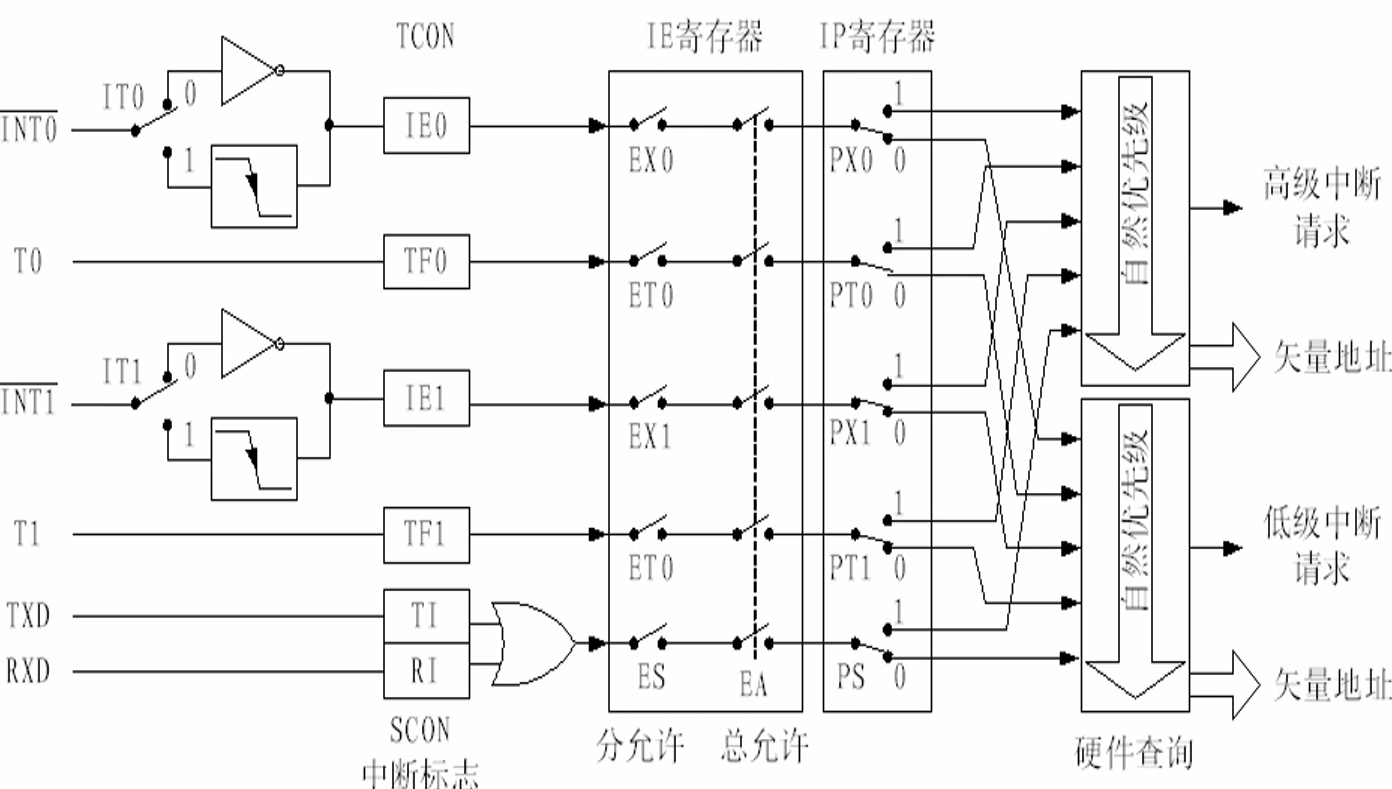 TCON
IE寄存器
IP寄存器
IT0
0
INT0
1
IE0
EX0
PX0
1
0
自然优先级
高级中断
请求
T0
TF0
ET0
PT0
1
0
IT1
0
INT1
1
IE1
EX1
PX1
1
0
矢量地址
T1
TF1
ET0
PT1
1
0
自然优先级
低级中断
请求
TXD
TI
RXD
RI
ES
EA
PS
1
0
矢量地址
SCON
中断标志
分允许
总允许
硬件查询